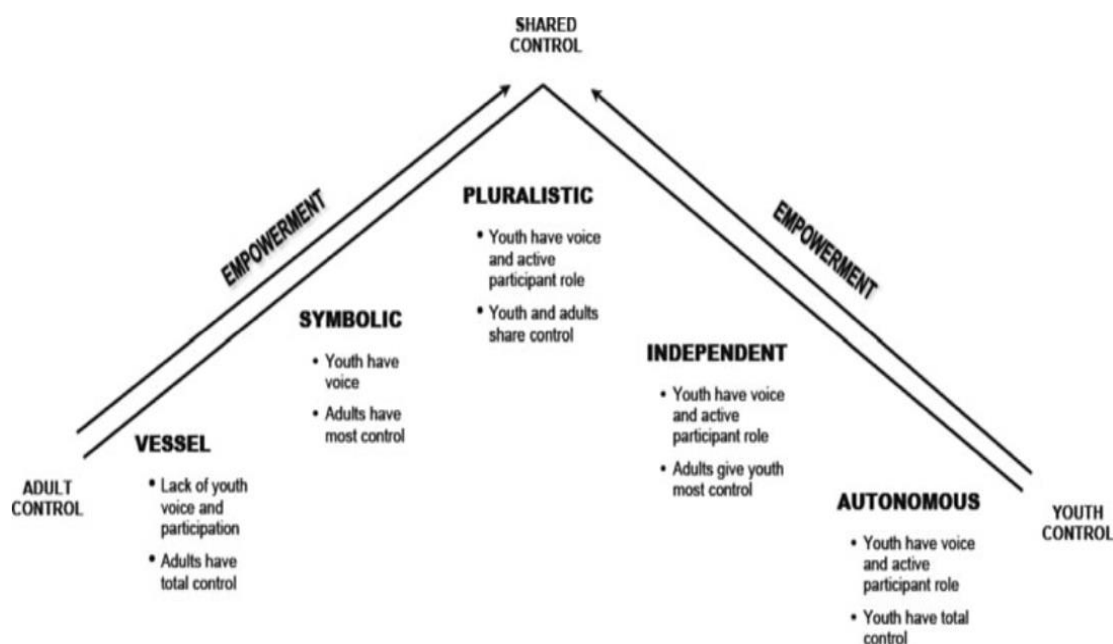 SHARED
CONTROL
EMPOWERMENT
EMPOWERMENT
PLURALISTIC
• Youth have voice
and active
participant role
• Youth and adults
share control
SYMBOLIC
• Youth have
voice
• Adults have
most control
INDEPENDENT
• Youth have voice
and active
participant role
• Adults give youth
most control
VESSEL
• Lack of youth
voice and
participation
• Adults have
total control
ADULT
CONTROL
AUTONOMOUS
• Youth have voice
and active
participant role
• Youth have total
control
YOUTH
CONTROL